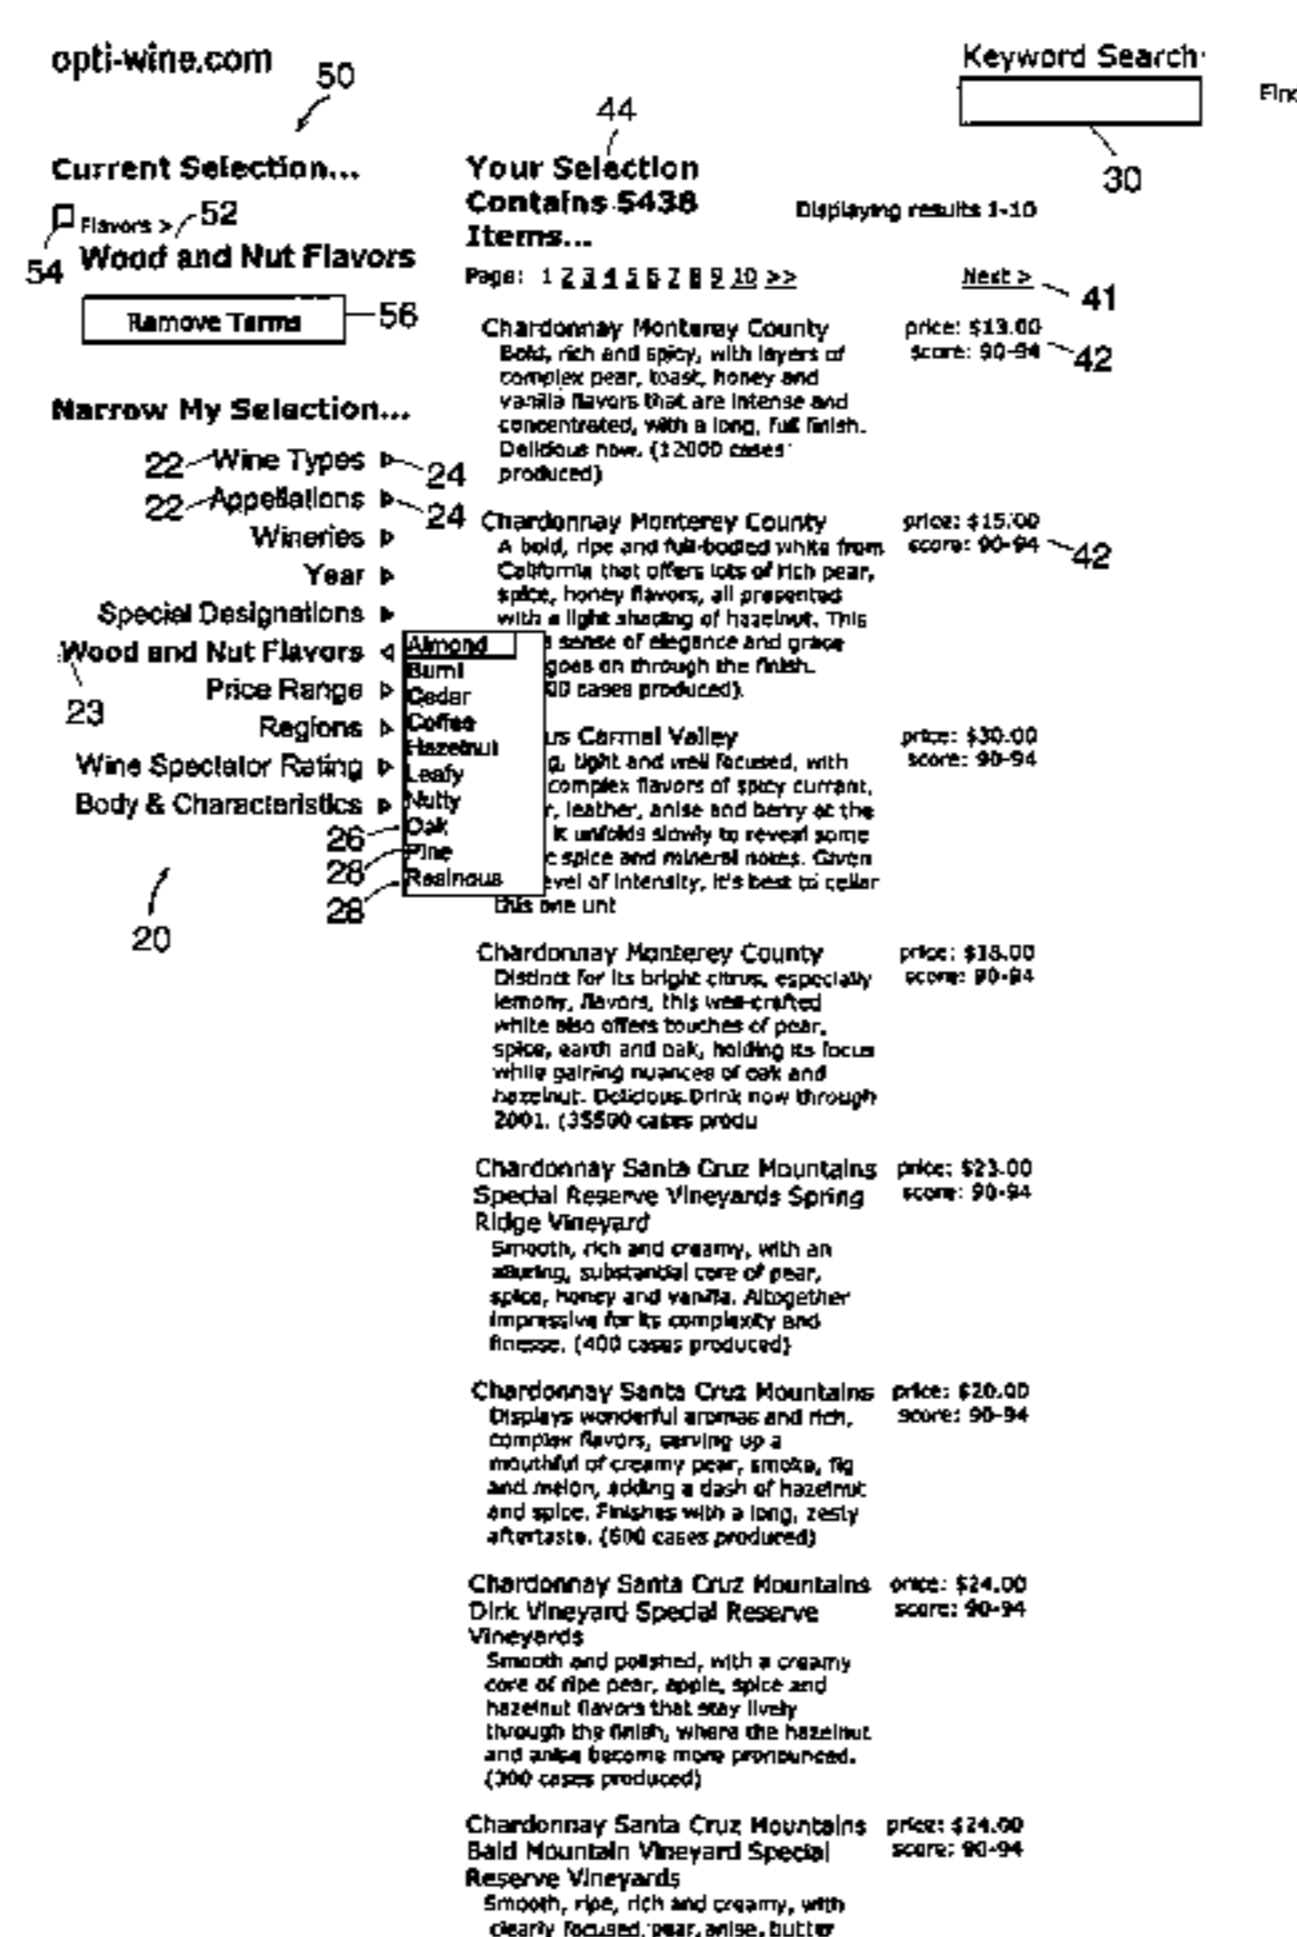 opti-wine.com
50
Keyword Search
30
Current Selection...
54
Flavors >
52
Wood and Nut Flavors
Remove Terms
56
Narrow My Selection...
22
Wine Types
24
22
Appellations
24
Wineries
Year
Special Designations
Wood and Nut Flavors
23
Price Range
Regions
Wine Spectator Rating
Body & Characteristics
20
Almond
Burnt
Cedar
Coffee
Hazelnut
Leafy
Nutty
Oak
Pine
Resinous
26
28
28
44
Your Selection
Contains 5438
Items...
Displaying results 1-10
Page: 1 2 3 4 5 6 7 8 9 10 >>
Next >
41
Chardonnay Monterey County
price: $13.00
score: 90-94
42
Bold, rich and spicy, with layers of
complex pear, toast, honey and
vanilla flavors that are intense and
concentrated, with a long, full finish.
Delicious now. (12000 cases
produced)
Chardonnay Monterey County
price: $15.00
score: 90-94
42
A bold, ripe and full-bodied white from
California that offers lots of rich pear,
spice, honey flavors, all presented
with a light shading of hazelnut. This
sense of elegance and grace
goes on through the finish.
00 cases produced)
us Carmel Valley
price: $30.00
score: 90-94
g, tight and well focused, with
complex flavors of spicy currant,
r, leather, anise and berry at the
it unfolds slowly to reveal some
c spice and mineral notes. Given
evel of intensity, it's best to cellar
this one unt
Chardonnay Monterey County
price: $18.00
score: 90-94
Distinct for its bright citrus, especially
lemony, flavors, this well-crafted
white also offers touches of pear,
spice, earth and oak, holding its focus
while gaining nuances of oak and
hazelnut. Delicious. Drink now through
2001. (35500 cases produ
Chardonnay Santa Cruz Mountains
Special Reserve Vineyards Spring
Ridge Vineyard
price: $23.00
score: 90-94
Smooth, rich and creamy, with an
alluring, substantial core of pear,
spice, honey and vanilla. Altogether
impressive for its complexity and
finesse. (400 cases produced)
Chardonnay Santa Cruz Mountains
price: $20.00
score: 90-94
Displays wonderful aromas and rich,
complex flavors, serving up a
mouthful of creamy pear, smoke, fig
and melon, adding a dash of hazelnut
and spice. Finishes with a long, zesty
aftertaste. (600 cases produced)
Chardonnay Santa Cruz Mountains
Dirk Vineyard Special Reserve
Vineyards
price: $24.00
score: 90-94
Smooth and polished, with a creamy
core of ripe pear, apple, spice and
hazelnut flavors that stay lively
through the finish, where the hazelnut
and anise become more pronounced.
(300 cases produced)
Chardonnay Santa Cruz Mountains
Bald Mountain Vineyard Special
Reserve Vineyards
price: $24.00
score: 90-94
Smooth, ripe, rich and creamy, with
clearly focused, pear, anise, butter